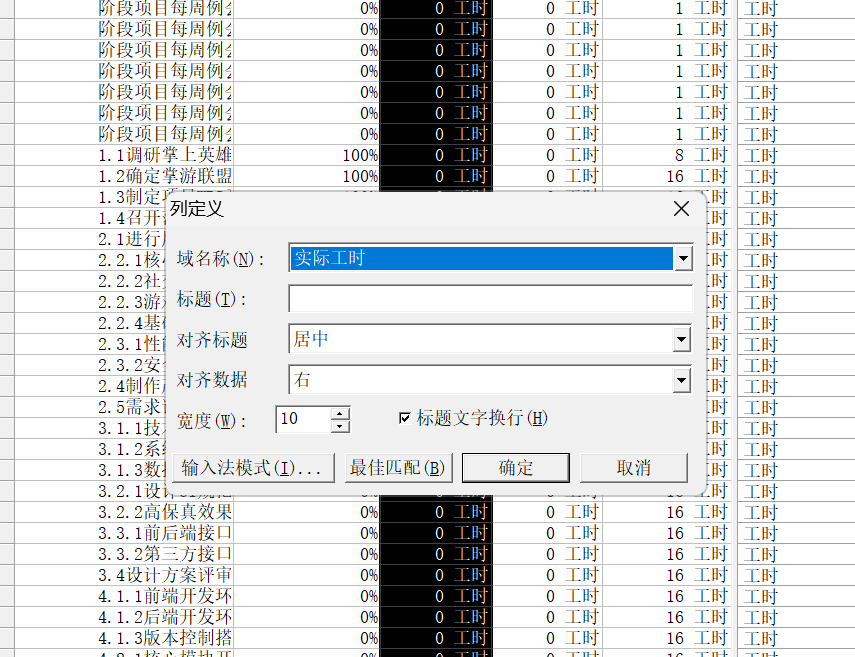 阶段项目每周例会 0% 0 工时 0 工时 1 工时 工时
阶段项目每周例 0% 0 工时 0 工时 1 工时 工时
阶段项目每周例 0% 0 工时 0 工时 1 工时 工时
阶段项目每周例 0% 0 工时 0 工时 1 工时 工时
阶段项目每周例 0% 0 工时 0 工时 1 工时 工时
阶段项目每周例 0% 0 工时 0 工时 1 工时 工时
阶段项目每周例 0% 0 工时 0 工时 1 工时 工时
1.1调研掌上英雄 100% 0 工时 0 工时 8 工时 工时
1.2确定掌游联盟 100% 0 工时 0 工时 16 工时 工时
1.3制定项 工时 工时
列定义
1.4召开 工时 工时
2.1进行 工时 工时
域名称(N): 实际工时
2.2.1核 工时 工时
2.2.2社 工时 工时
标题(T):
2.2.3游 工时 工时
2.2.4基 工时 工时
对齐标题 居中
2.3.1性 工时 工时
2.3.2安 工时 工时
对齐数据 右
2.4制作 工时 工时
2.5需求 工时 工时
宽度(W): 10 标题文字换行(H)
3.1.1技 工时 工时
3.1.2系 工时 工时
输入法模式(I)... 最佳匹配(B) 确定 取消
3.1.3数 工时 工时
3.2.1设计 0% 0 工时 0 工时 16 工时 工时
3.2.2高保真效果 0% 0 工时 0 工时 16 工时 工时
3.3.1前后端接口 0% 0 工时 0 工时 16 工时 工时
3.3.2第三方接口 0% 0 工时 0 工时 16 工时 工时
3.4设计方案评审 0% 0 工时 0 工时 16 工时 工时
4.1.1前端开发环 0% 0 工时 0 工时 16 工时 工时
4.1.2后端开发环 0% 0 工时 0 工时 16 工时 工时
4.1.3版本控制搭 0% 0 工时 0 工时 16 工时 工时